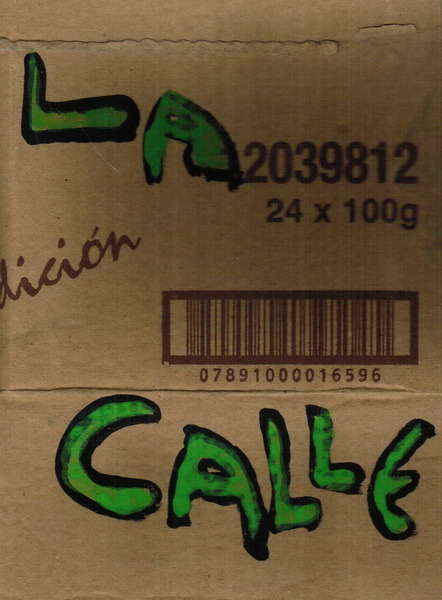 LA
2039812
24 x 100g
dición
07891000016596
CALLE